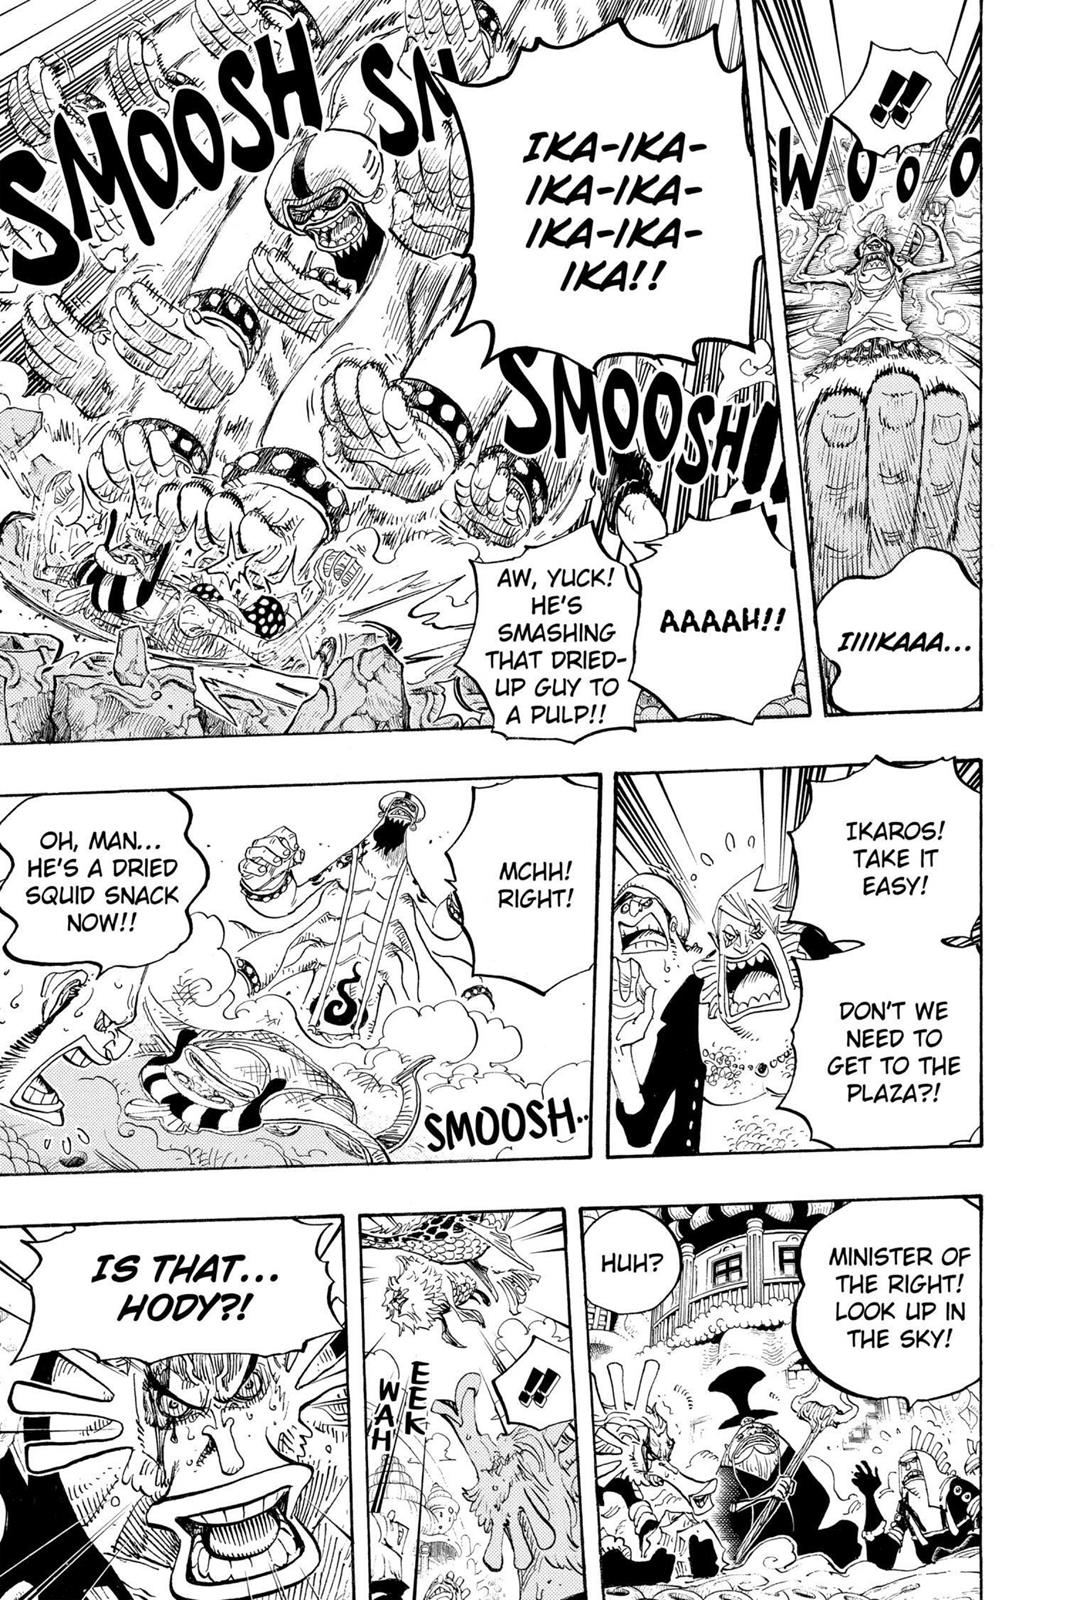 !!
WOOO
IIIIKAAA...
IKA-IKA-
IKA-IKA-
IKA-IKA-
IKA!!
SMOOSH
SMOOSH!!
AAAAH!!
AW, YUCK!
HE'S
SMASHING
THAT DRIED-
UP GUY TO
A PULP!!
IKAROS!
TAKE IT
EASY!
DON'T WE
NEED TO
GET TO THE
PLAZA?!
MCHH!
RIGHT!
SMOOSH...
OH, MAN...
HE'S A DRIED
SQUID SNACK
NOW!!
MINISTER OF
THE RIGHT!
LOOK UP IN
THE SKY!
HUH?
!!
EEK
WAH
IS THAT...
HODY?!